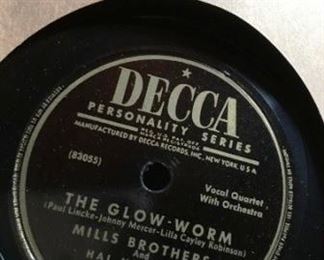 DECCA
PERSONALITY SERIES
MANUFACTURED BY DECCA RECORDS, INC., NEW YORK, U.S.A.
(83055)
Vocal Quartet
With Orchestra
THE GLOW-WORM
(Paul Lincke-Johnny Mercer-Lilla Cayley Robinson)
MILLS BROTHERS
And
HAL